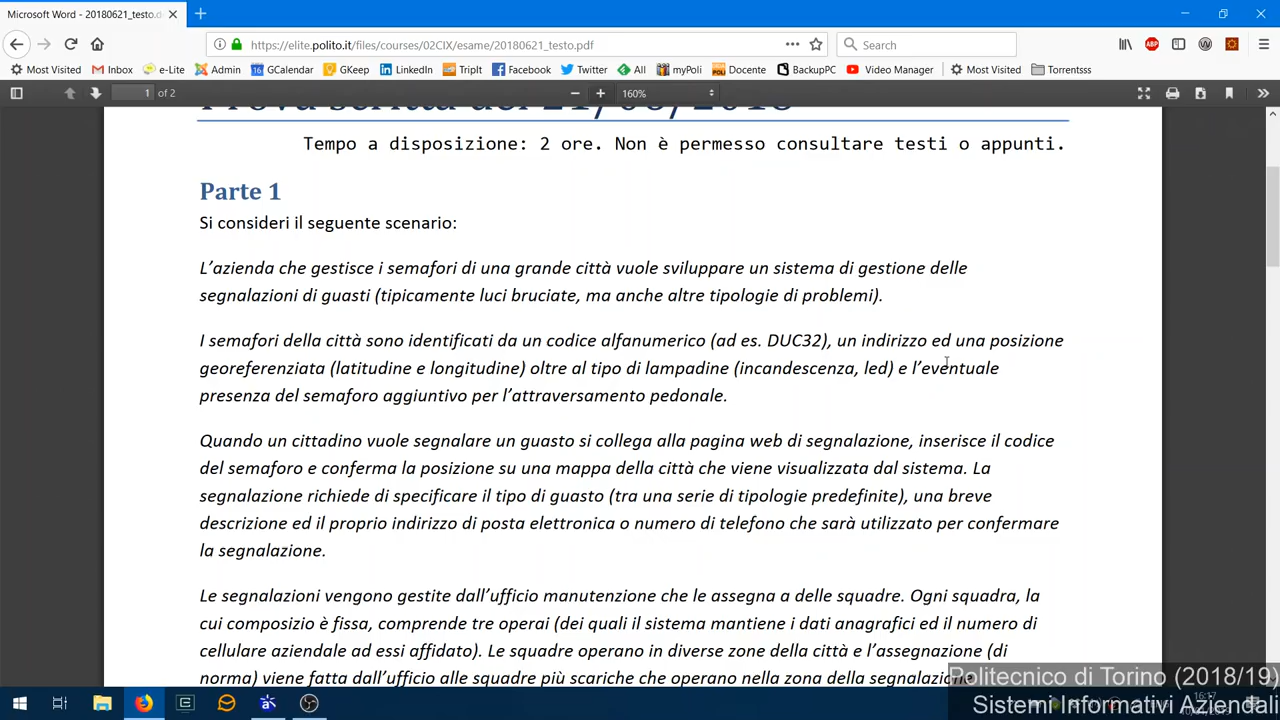 Microsoft Word - 20180621_testo.d
https://elite.polito.it/files/courses/02CIX/esame/20180621_testo.pdf
Search
Most Visited Inbox e-Lite Admin GCalendar GKeep LinkedIn TripIt Facebook Twitter All myPoli Docente BackupPC Video Manager Most Visited Torrentsss
1 of 2 160%
Prova scritta del 21/06/2018
Tempo a disposizione: 2 ore. Non è permesso consultare testi o appunti.
Parte 1
Si consideri il seguente scenario:
L’azienda che gestisce i semafori di una grande città vuole sviluppare un sistema di gestione delle
segnalazioni di guasti (tipicamente luci bruciate, ma anche altre tipologie di problemi).
I semafori della città sono identificati da un codice alfanumerico (ad es. DUC32), un indirizzo ed una posizione
georeferenziata (latitudine e longitudine) oltre al tipo di lampadine (incandescenza, led) e l’eventuale
presenza del semaforo aggiuntivo per l’attraversamento pedonale.
Quando un cittadino vuole segnalare un guasto si collega alla pagina web di segnalazione, inserisce il codice
del semaforo e conferma la posizione su una mappa della città che viene visualizzata dal sistema. La
segnalazione richiede di specificare il tipo di guasto (tra una serie di tipologie predefinite), una breve
descrizione ed il proprio indirizzo di posta elettronica o numero di telefono che sarà utilizzato per confermare
la segnalazione.
Le segnalazioni vengono gestite dall’ufficio manutenzione che le assegna a delle squadre. Ogni squadra, la
cui composizio è fissa, comprende tre operai (dei quali il sistema mantiene i dati anagrafici ed il numero di
cellulare aziendale ad essi affidato). Le squadre operano in diverse zone della città e l’assegnazione (di
norma) viene fatta dall’ufficio alle squadre più scariche che operano nella zona della segnalazione
Politecnico di Torino (2018/19)
16:17
Sistemi Informativi Aziendali